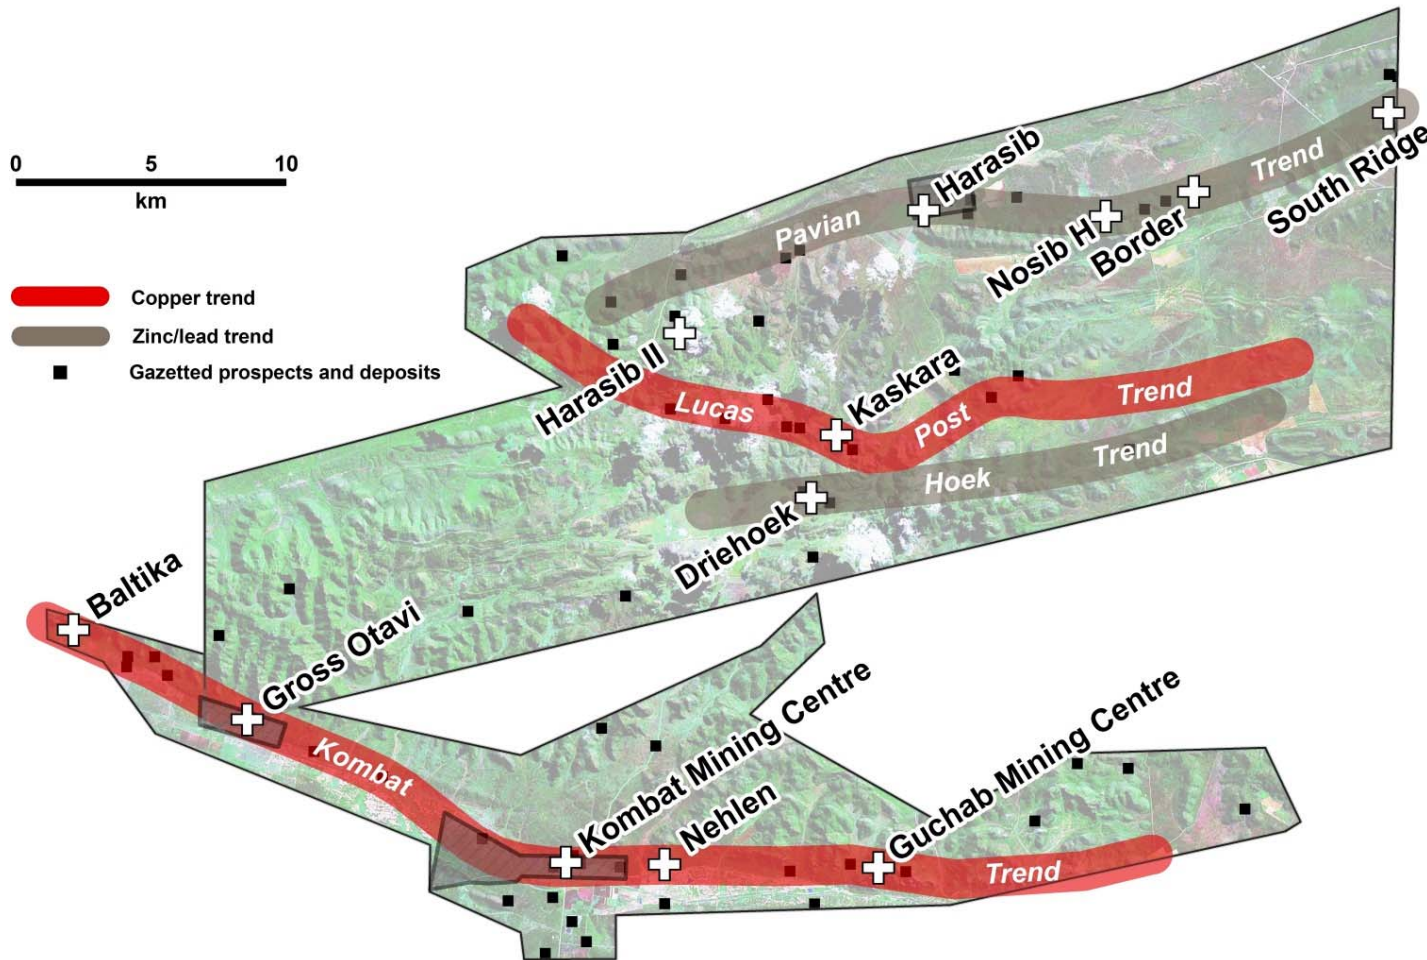 0 5 10
km
Copper trend
Zinc/lead trend
Gazetted prospects and deposits
Harasib
Pavian
Trend
South Ridge
Nosib H
Border
Harasib II
Kaskara
Lucas
Post
Trend
Hoek
Trend
Driehoek
Baltika
Gross Otavi
Kombat
Kombat Mining Centre
Nehlen
Guchab Mining Centre
Trend